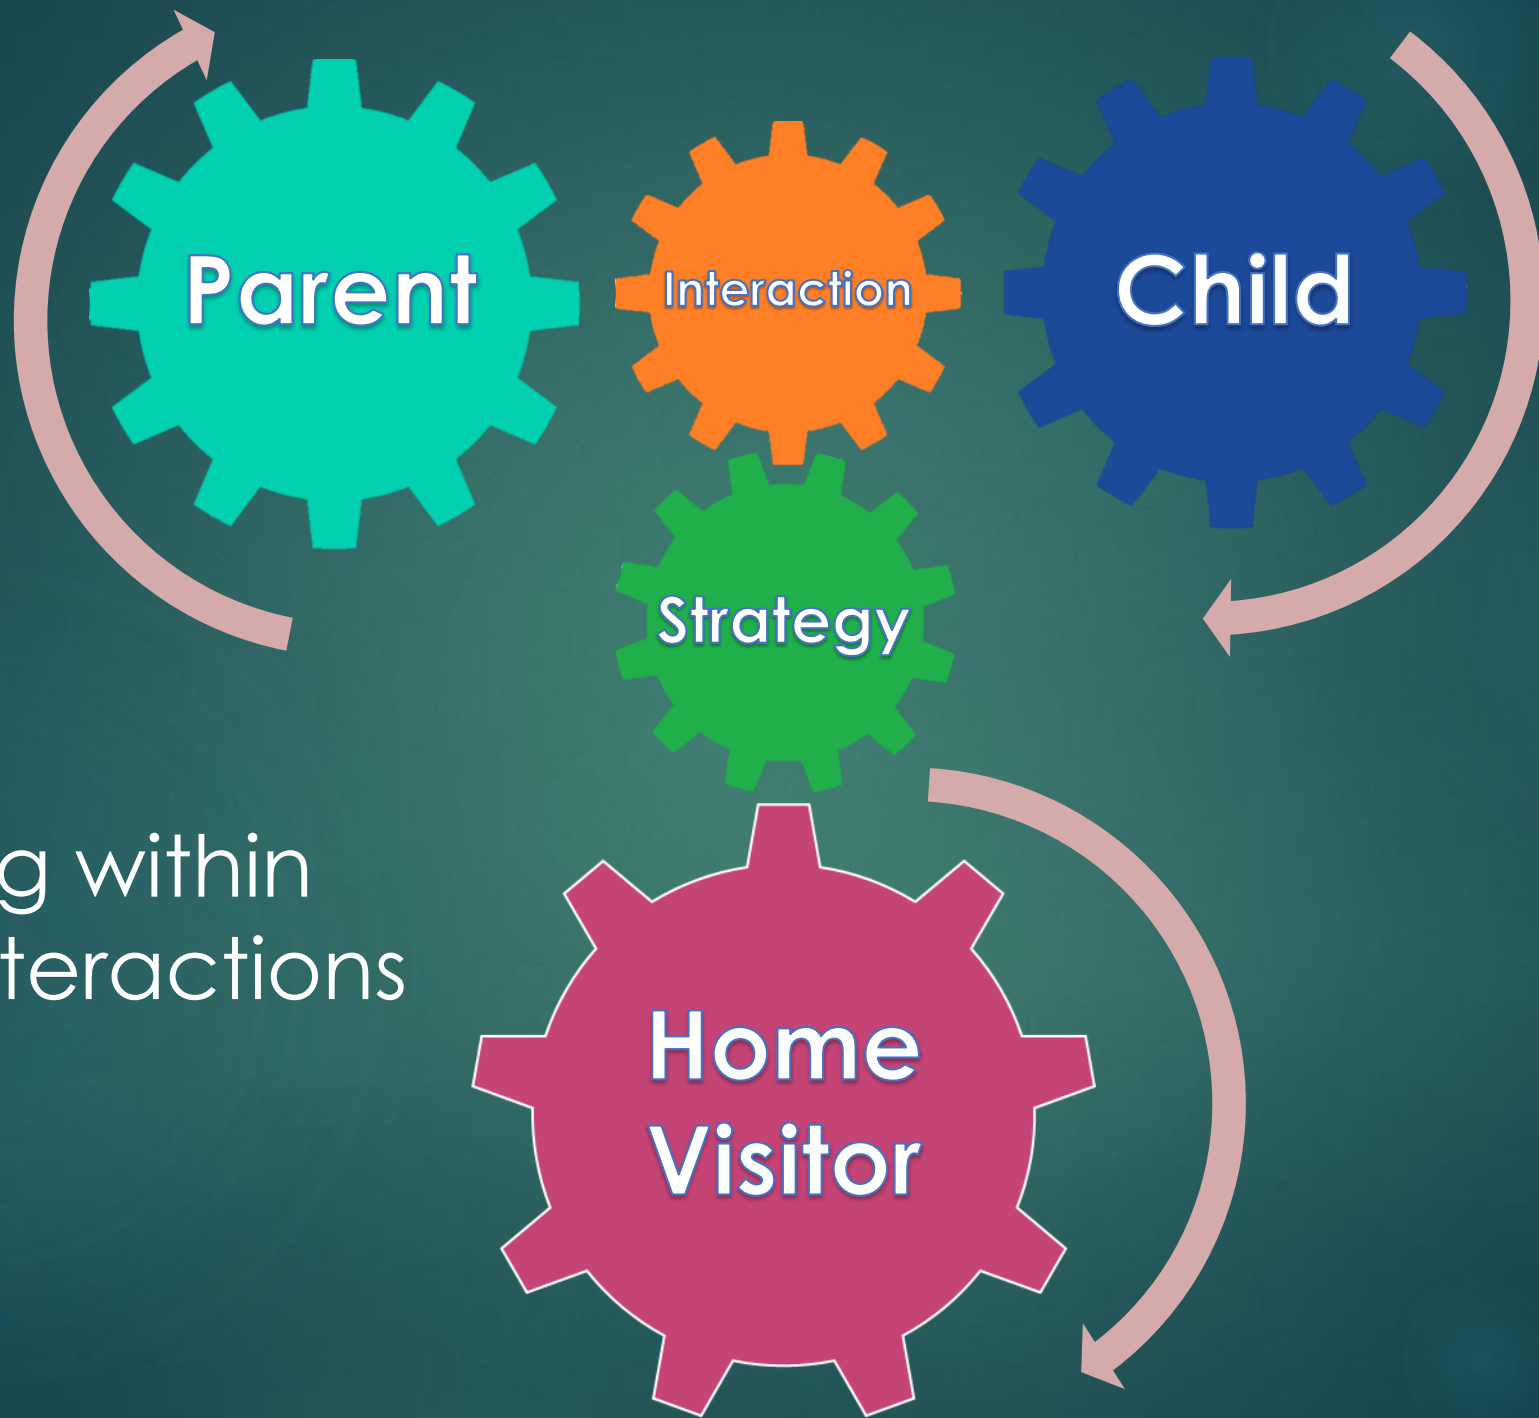 Parent
Interaction
Child
Strategy
g within
teractions
Home
Visitor